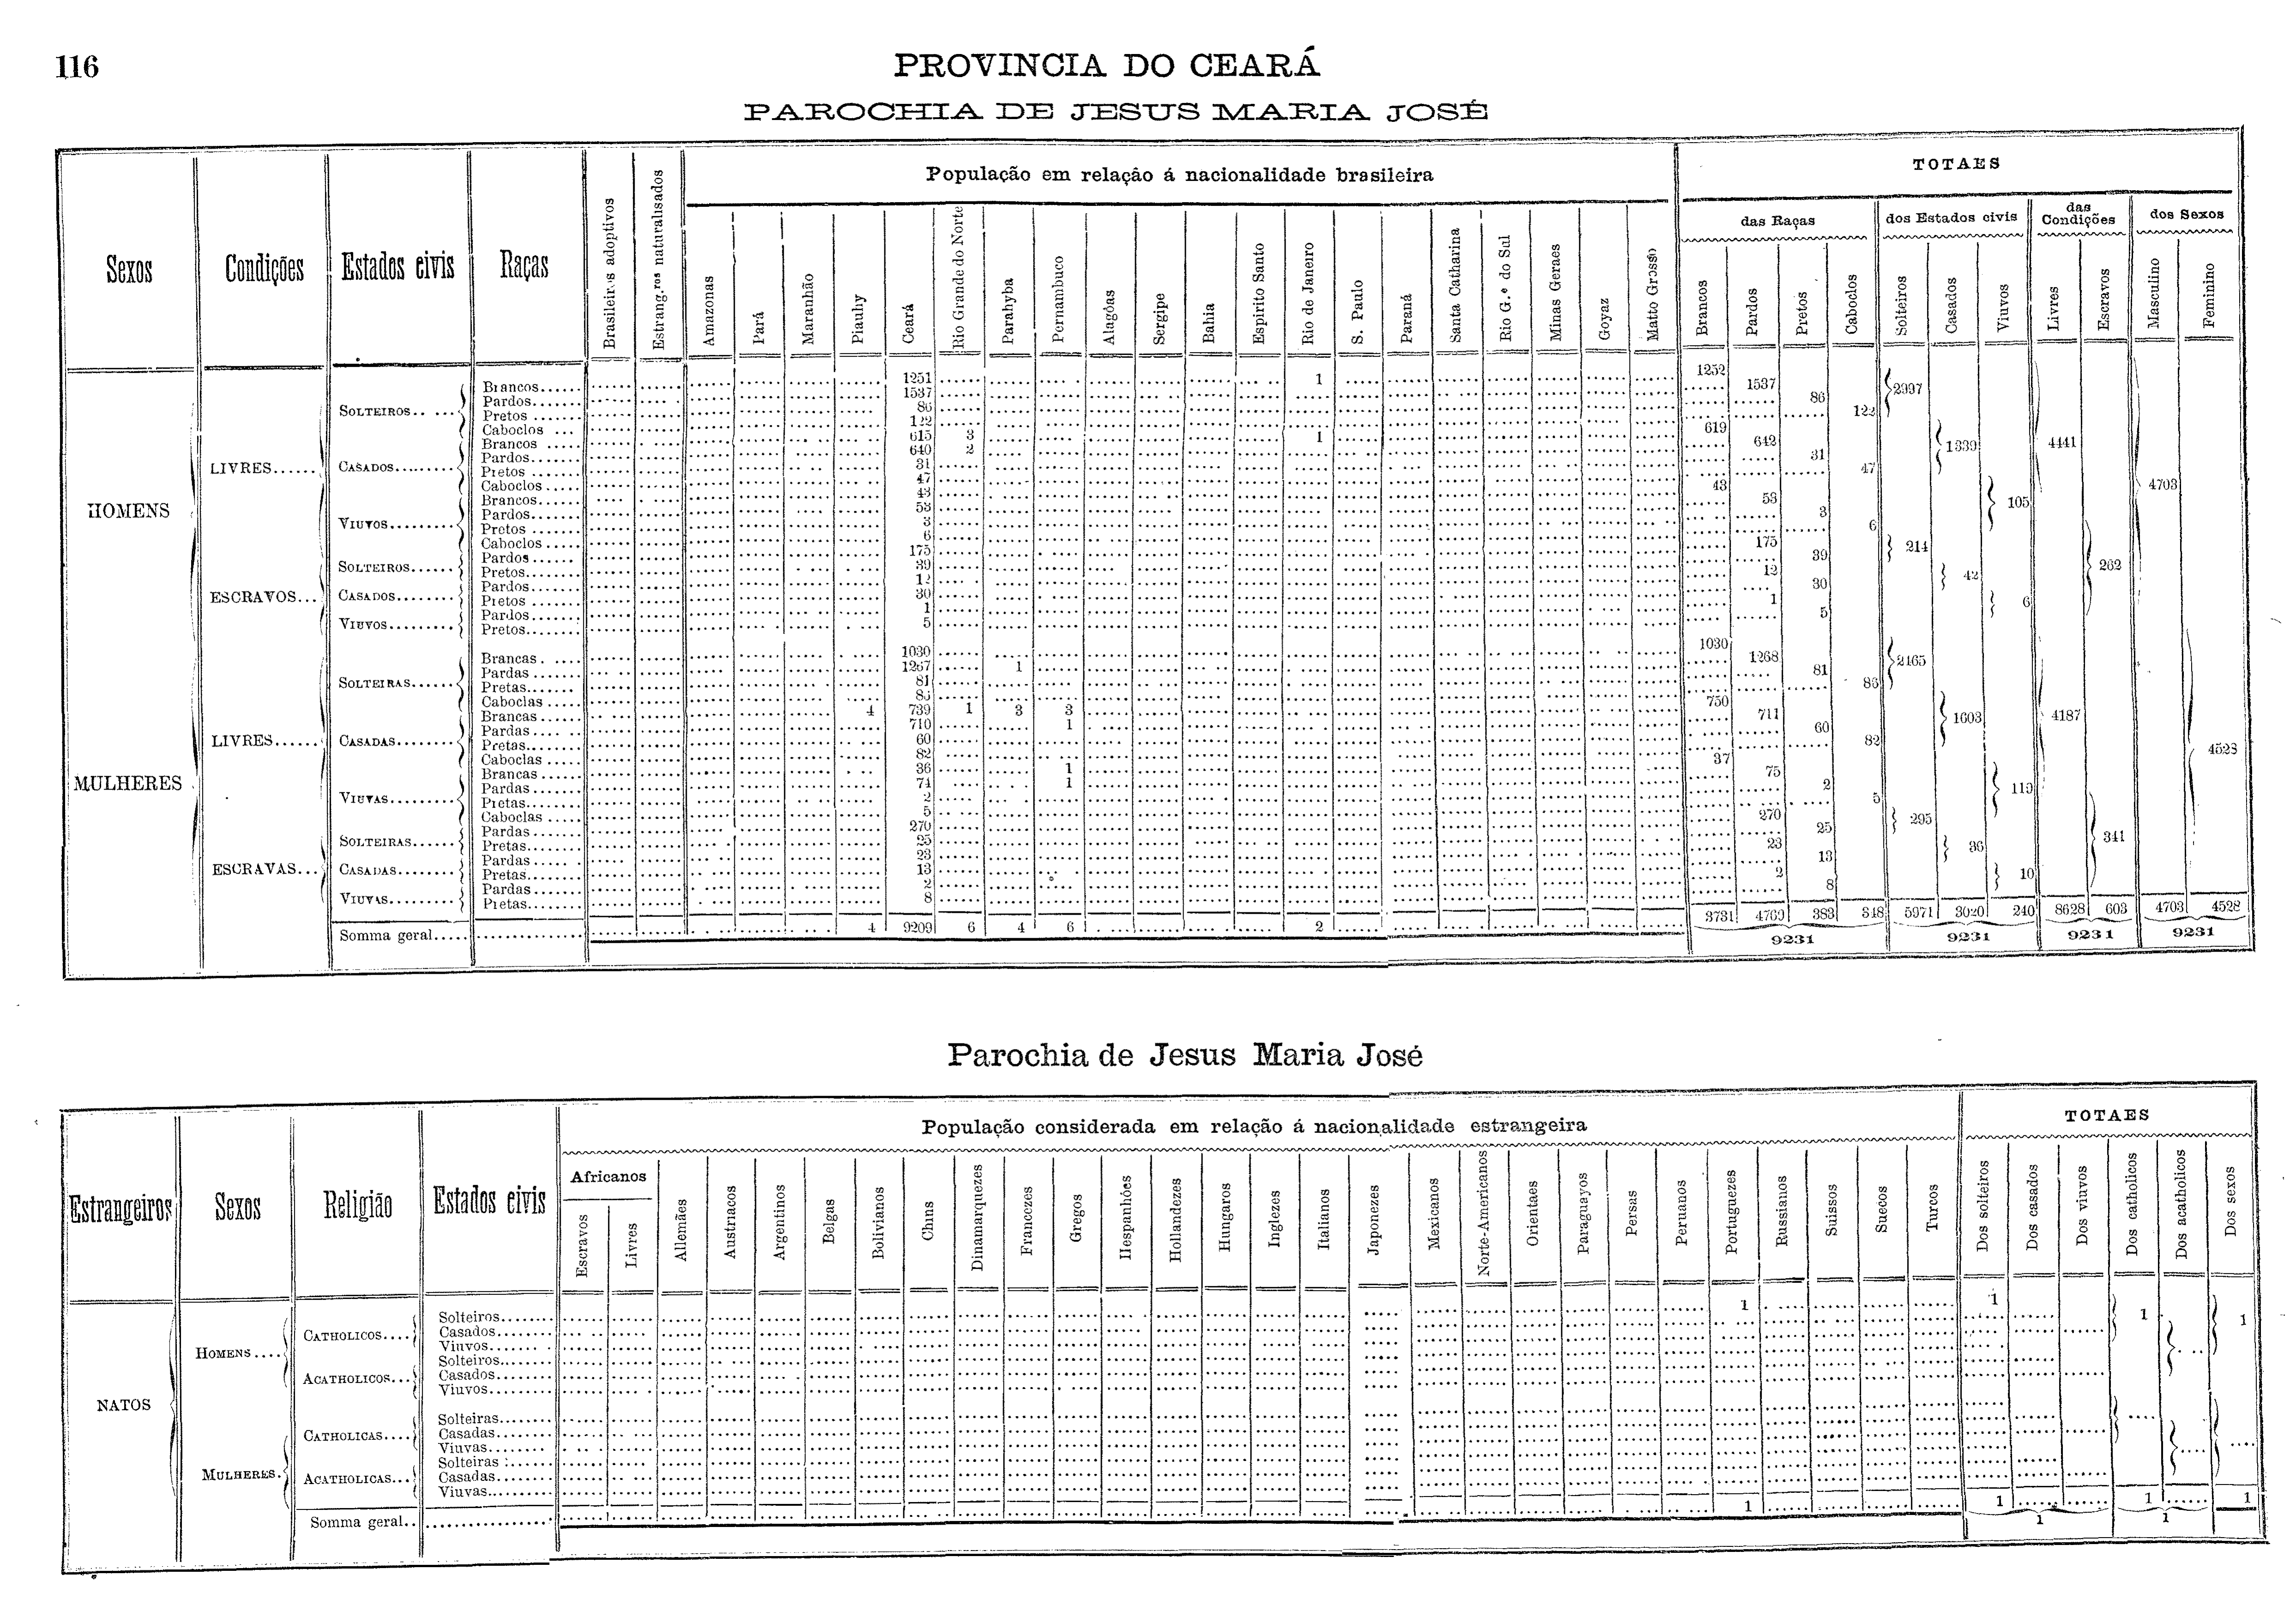 116
PROVINCIA DO CEARÁ
PAROCHIA DE JESUS MARIA JOSÉ
Sexos Condições Estados civis Raças Brasileiros adoptivos Estrang.ros naturalisados População em relação á nacionalidade brasileira TOTAES
das Raças dos Estados civis das Condições dos Sexos
Amazonas Pará Maranhão Piauhy Ceará Rio Grande do Norte Parahyba Pernambuco Alagôas Sergipe Bahia Espirito Santo Rio de Janeiro S. Paulo Paraná Santa Catharina Rio G.e do Sul Minas Geraes Goyaz Matto Grosso Brancos Pardos Pretos Caboclos Solteiros Casados Viuvos Livres Escravos Masculino Feminino
HOMENS LIVRES SOLTEIROS Brancos 1251 1 1252 2997 4441 4703
Pardos 1537 1537
Pretos 86 86
Caboclos 122 122
CASADOS Brancos 615 3 1 619 1339
Pardos 640 2 642
Pretos 31 31
Caboclos 47 47
VIUVOS Brancos 43 43 105
Pardos 53 53
Pretos 3 3
Caboclos 6 6
ESCRAVOS SOLTEIROS Pardos 175 175 214 262
Pretos 39 39
CASADOS Pardos 12 12 42
Pretos 30 30
VIUVOS Pardos 1 1 6
Pretos 5 5
MULHERES LIVRES SOLTEIRAS Brancas 1030 1030 2465 4187 4528
Pardas 1267 1 1268
Pretas 81 81
Caboclas 86 86
CASADAS Brancas 4 739 1 3 3 750 1603
Pardas 710 1 711
Pretas 60 60
Caboclas 82 82
VIUVAS Brancas 36 1 37 119
Pardas 74 1 75
Pretas 2 2
Caboclas 5 5
ESCRAVAS SOLTEIRAS Pardas 270 270 295 341
Pretas 25 25
CASADAS Pardas 23 23 36
Pretas 13 13
VIUVAS Pardas 2 2 10
Pretas 8 8
Somma geral 4 9209 6 4 6 2 3731 4769 383 348 5971 3020 240 8628 603 4703 4528
9231 9231 9231 9231
Parochia de Jesus Maria José
Estrangeiros Sexos Religião Estados civis População considerada em relação á nacionalidade estrangeira TOTAES
Africanos
Escravos Livres Allemães Austriacos Argentinos Belgas Bolivianos Chins Dinamarquezes Francezes Gregos Hespanhóes Hollandezes Hungaros Inglezes Italianos Japonezes Mexicanos Norte-Americanos Orientaes Paraguayos Persas Peruanos Portuguezes Russianos Suissos Suecos Turcos Dos solteiros Dos casados Dos viuvos Dos catholicos Dos acatholicos Dos sexos
NATOS HOMENS CATHOLICOS Solteiros 1 1 1 1
Casados
Viuvos
ACATHOLICOS Solteiros
Casados
Viuvos
MULHERES CATHOLICAS Solteiras
Casadas
Viuvas
ACATHOLICAS Solteiras
Casadas
Viuvas
Somma geral 1 1 1 1
1 1